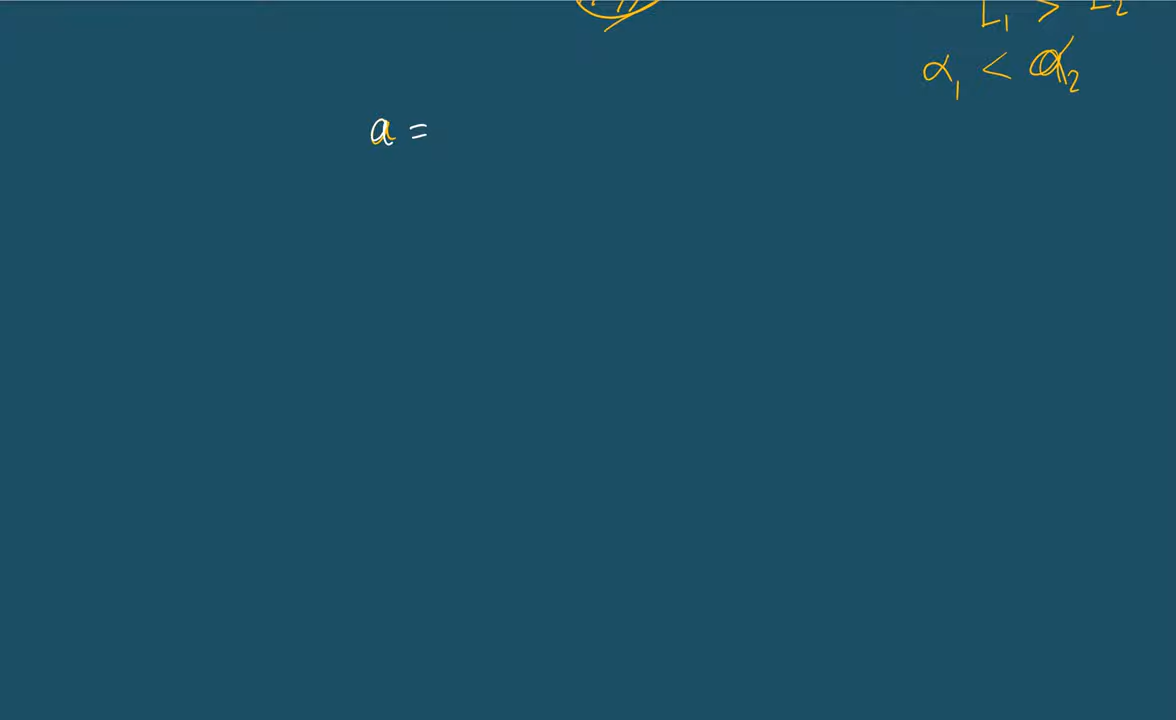 L₁ > L₂
α₁ < α₂
a =